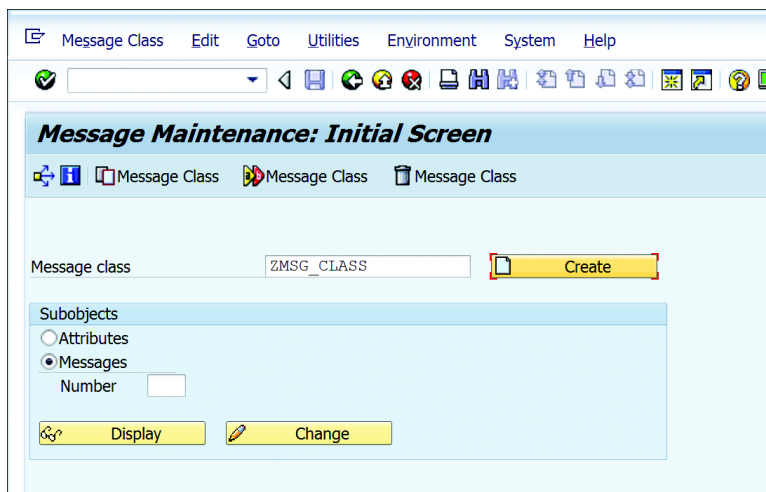 Message Class Edit Goto Utilities Environment System Help
Message Maintenance: Initial Screen
Message Class Message Class Message Class
Message class ZMSG_CLASS Create
Subobjects
Attributes
Messages
Number
Display Change